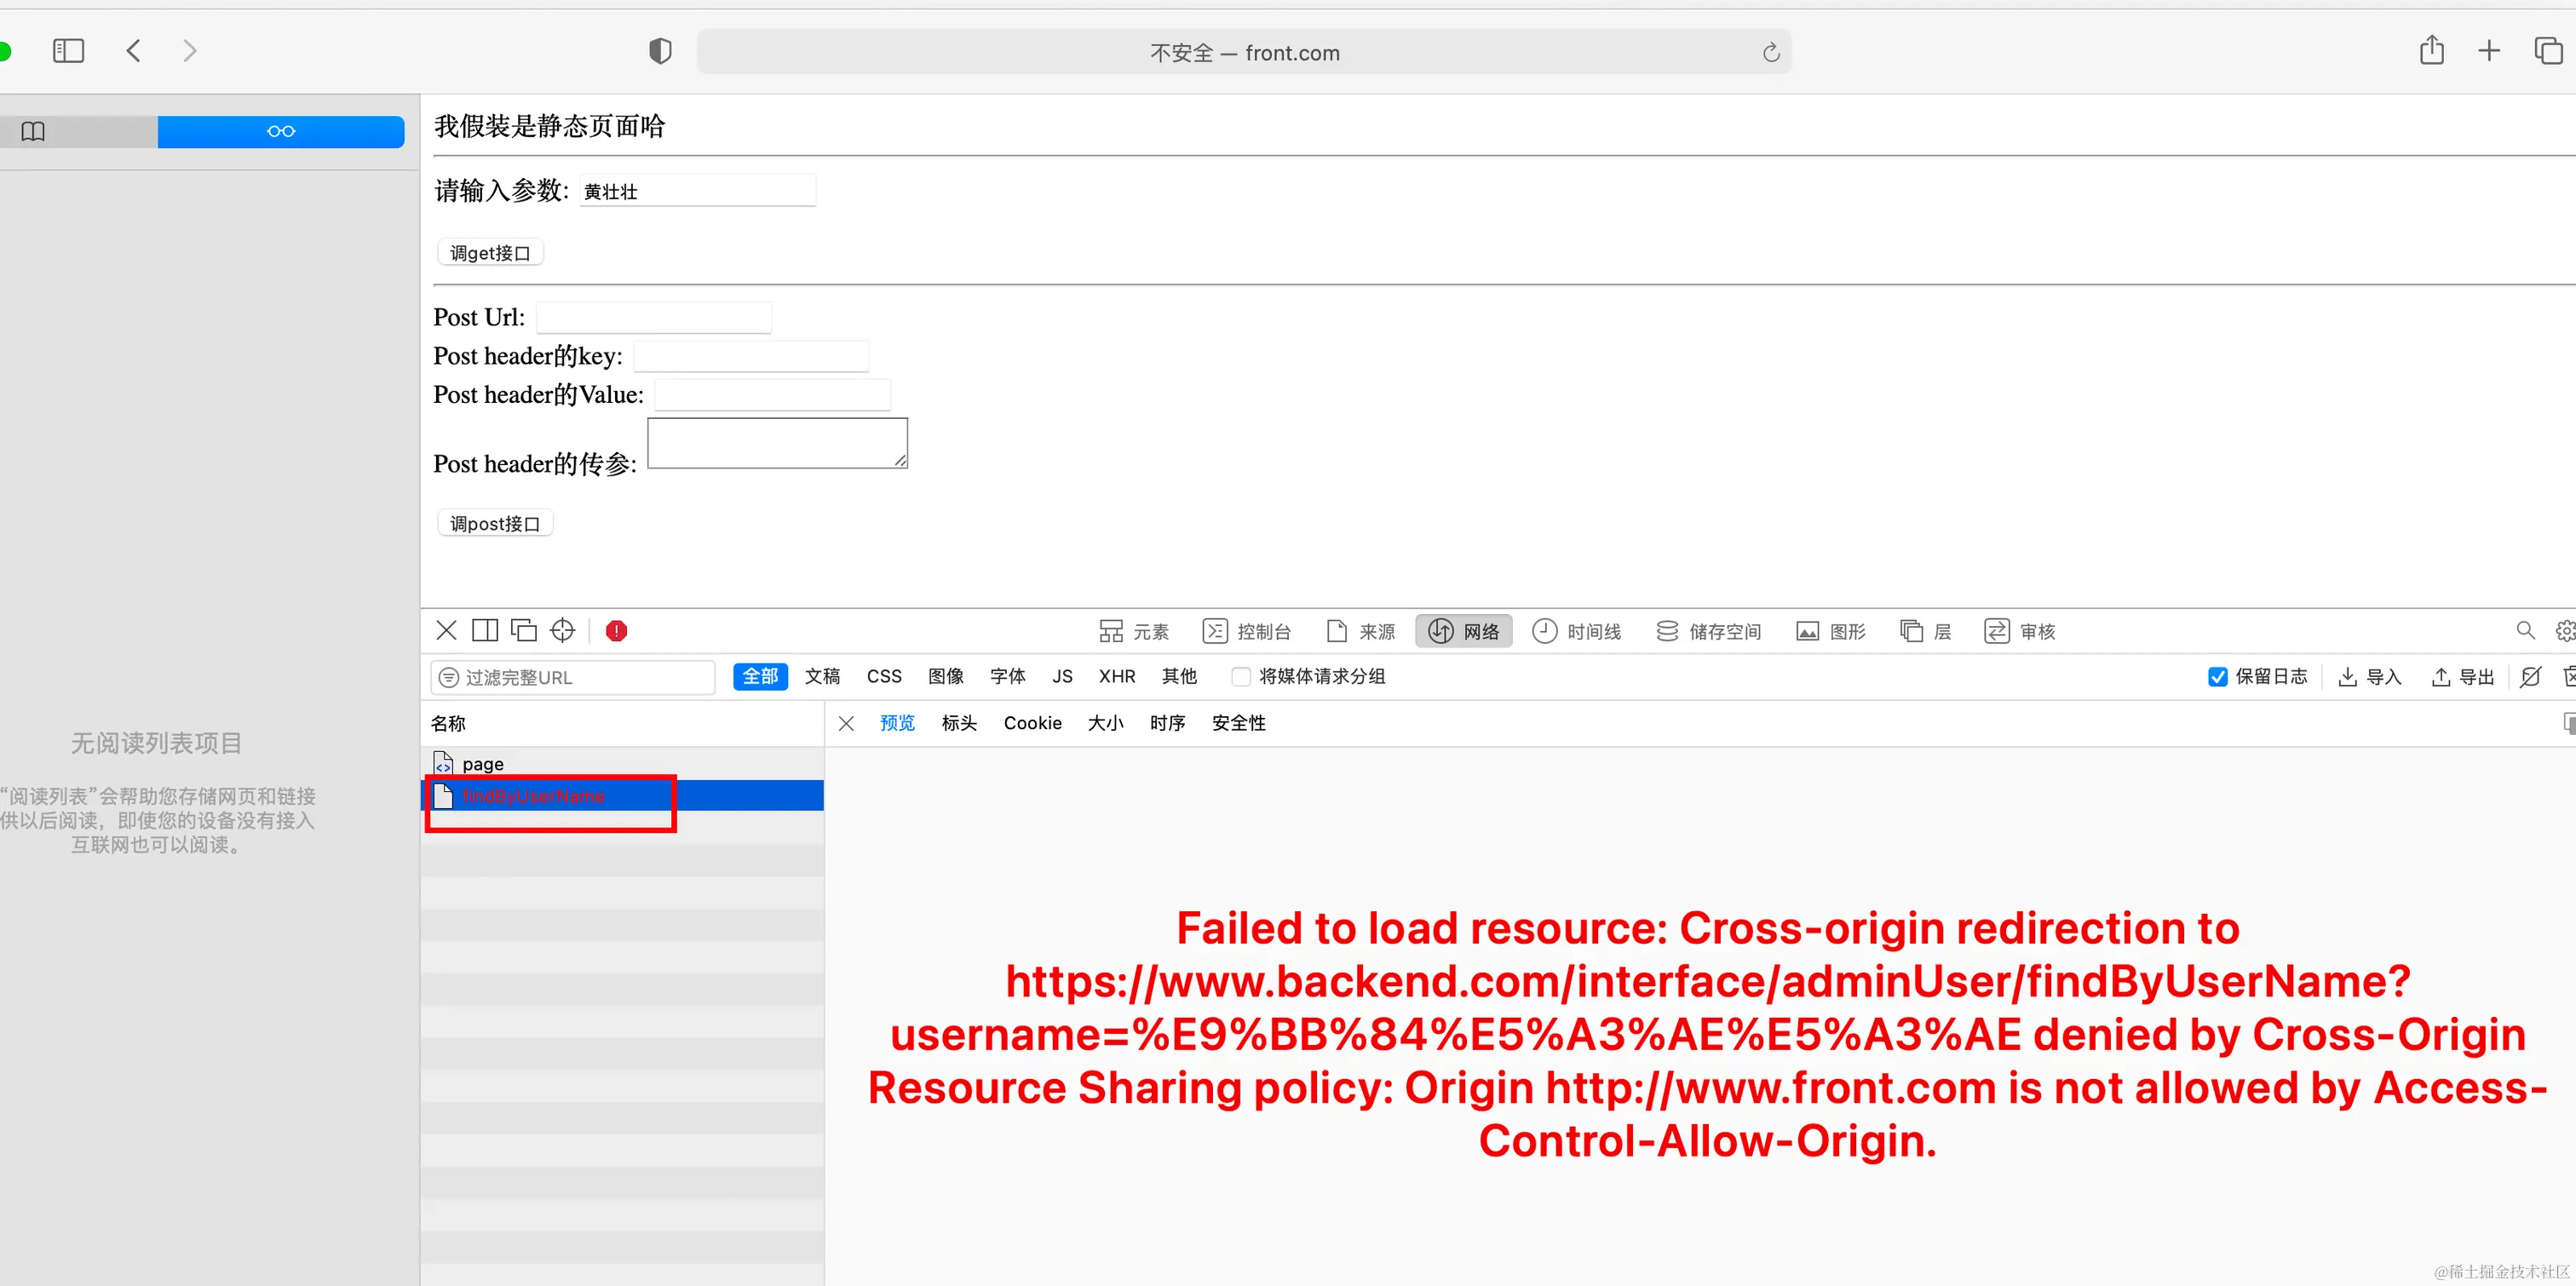 不安全 — front.com
我假装是静态页面哈
请输入参数: 黄壮壮
调get接口
Post Url:
Post header的key:
Post header的Value:
Post header的传参:
调post接口
无阅读列表项目
“阅读列表”会帮助您存储网页和链接
供以后阅读，即使您的设备没有接入
互联网也可以阅读。
元素 控制台 来源 网络 时间线 储存空间 图形 层 审核
过滤完整URL 全部 文稿 CSS 图像 字体 JS XHR 其他 将媒体请求分组 保留日志 导入 导出
名称 预览 标头 Cookie 大小 时序 安全性
page
findByUserName
Failed to load resource: Cross-origin redirection to
https://www.backend.com/interface/adminUser/findByUserName?
username=%E9%BB%84%E5%A3%AE%E5%A3%AE denied by Cross-Origin
Resource Sharing policy: Origin http://www.front.com is not allowed by Access-
Control-Allow-Origin.
@稀土掘金技术社区